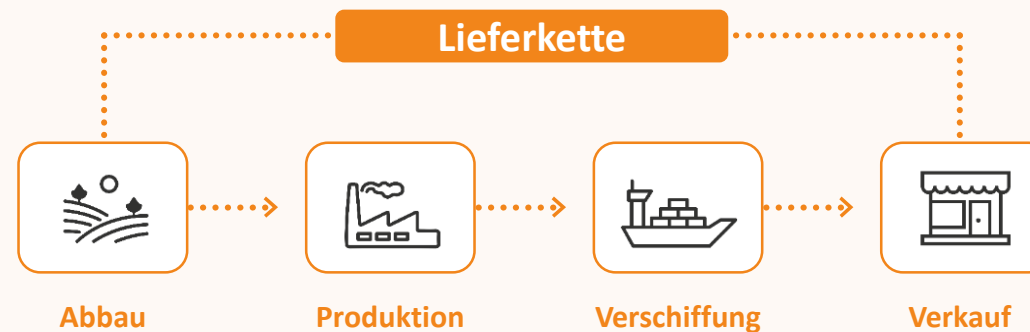 Lieferkette
Abbau
Produktion
Verschiffung
Verkauf